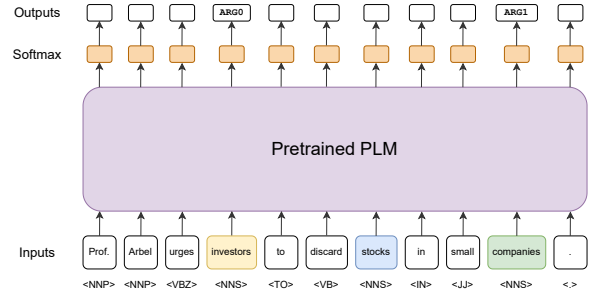 Outputs ARG0 ARG1
Softmax
Pretrained PLM
Inputs Prof. Arbel urges investors to discard stocks in small companies .
<NNP> <NNP> <VBZ> <NNS> <TO> <VB> <NNS> <IN> <JJ> <NNS> <.>